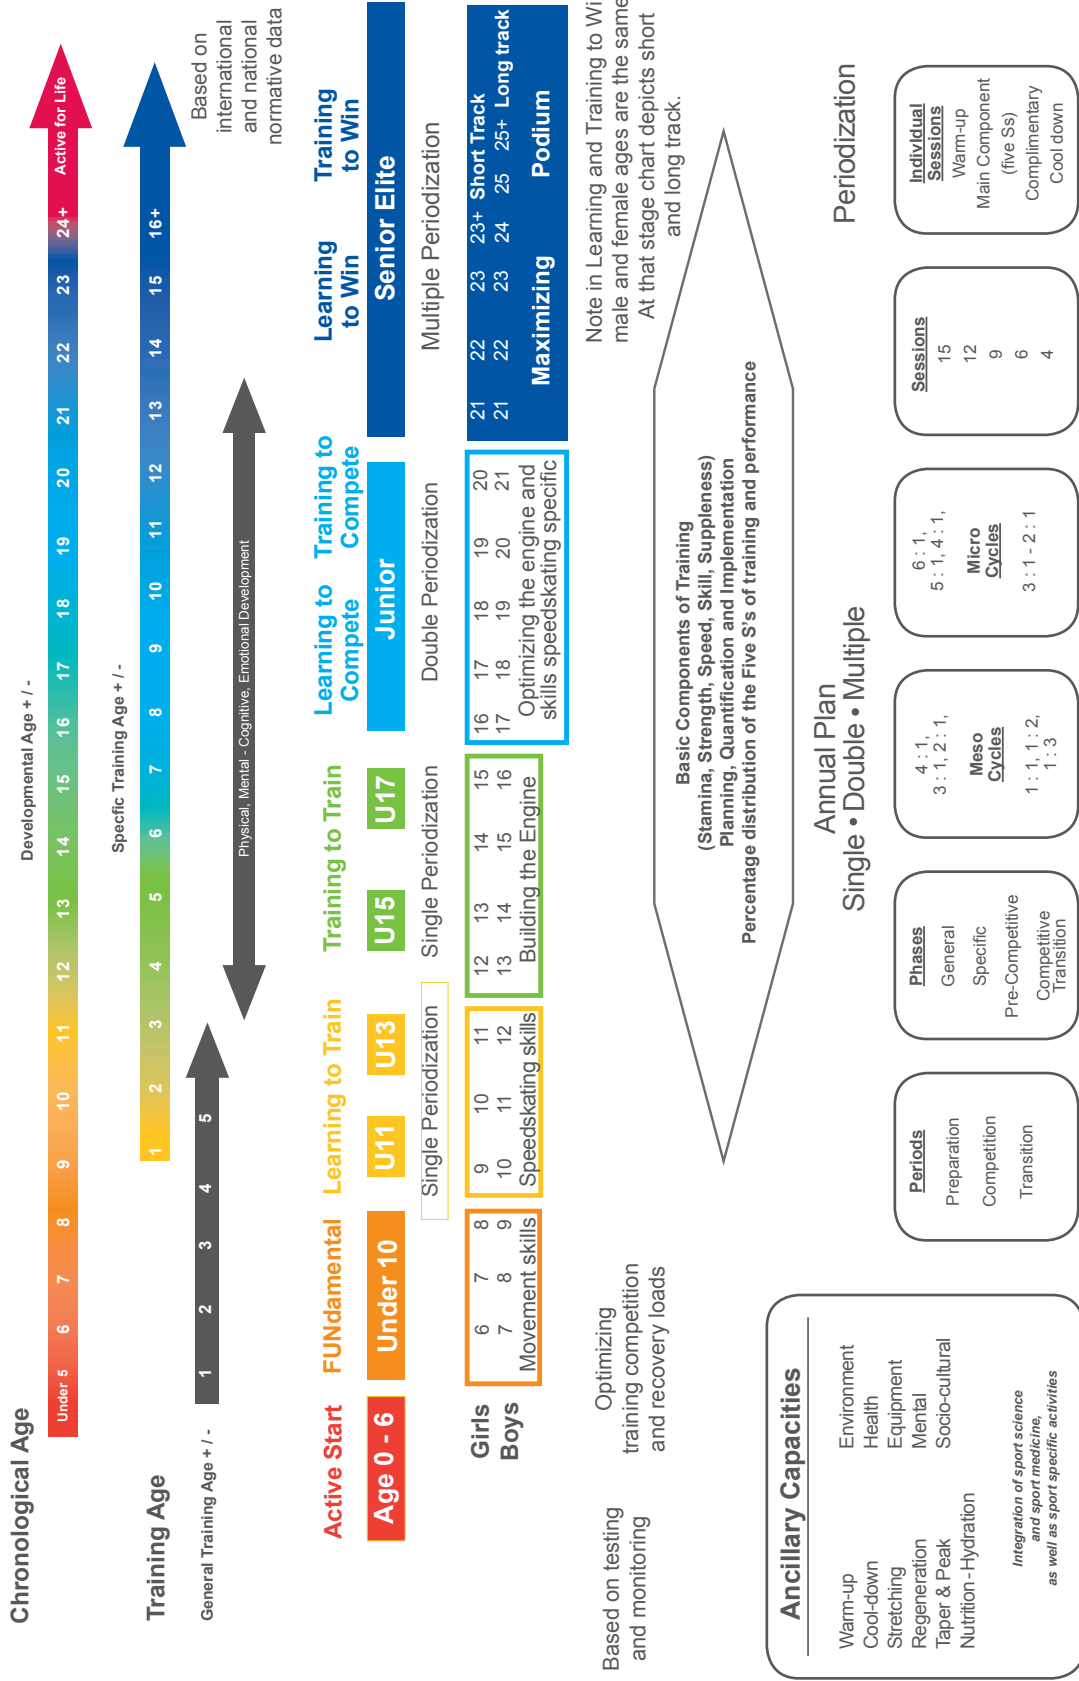 Chronological Age
Developmental Age + / -
Under 5 6 7 8 9 10 11 12 13 14 15 16 17 18 19 20 21 22 23 24+ Active for Life
Training Age
Specfic Training Age + / -
1 2 3 4 5 6 7 8 9 10 11 12 13 14 15 16+
General Training Age + / -
1 2 3 4 5
Physical, Mental - Cognitive, Emotional Development
Based on
international
and national
normative data
Active Start
Age 0 - 6
FUNdamental
Under 10
Learning to Train
U11 U13
Training to Train
U15 U17
Learning to
Compete
Training to
Compete
Junior
Learning
to Win
Training
to Win
Senior Elite
Single Periodization
Single Periodization
Double Periodization
Multiple Periodization
Girls
Boys
6 7 8
7 8 9
Movement skills
9 10 11
10 11 12
Speedskating skills
12 13 14 15
13 14 15 16
Building the Engine
16 17 18 19 20
17 18 19 20 21
Optimizing the engine and
skills speedskating specific
21 22 23 23+ Short Track
21 22 23 24 25 25+ Long track
Maximizing Podium
Based on testing
and monitoring
Optimizing
training competition
and recovery loads
Note in Learning and Training to Wi
male and female ages are the same
At that stage chart depicts short
and long track.
Basic Components of Training
(Stamina, Strength, Speed, Skill, Suppleness)
Planning, Quantification and Implementation
Percentage distribution of the Five S's of training and performance
Ancillary Capacities
Warm-up
Cool-down
Stretching
Regeneration
Taper & Peak
Nutrition - Hydration
Environment
Health
Equipment
Mental
Socio-cultural
Integration of sport science
and sport medicine,
as well as sport specific activities
Annual Plan
Single • Double • Multiple
Periodization
Periods
Preparation
Competition
Transition
Phases
General
Specific
Pre-Competitive
Competitive
Transition
4 : 1,
3 : 1, 2 : 1,
Meso
Cycles
1 : 1, 1 : 2,
1 : 3
6 : 1,
5 : 1, 4 : 1,
Micro
Cycles
3 : 1 - 2 : 1
Sessions
15
12
9
6
4
Individual
Sessions
Warm-up
Main Component
(five Ss)
Complimentary
Cool down